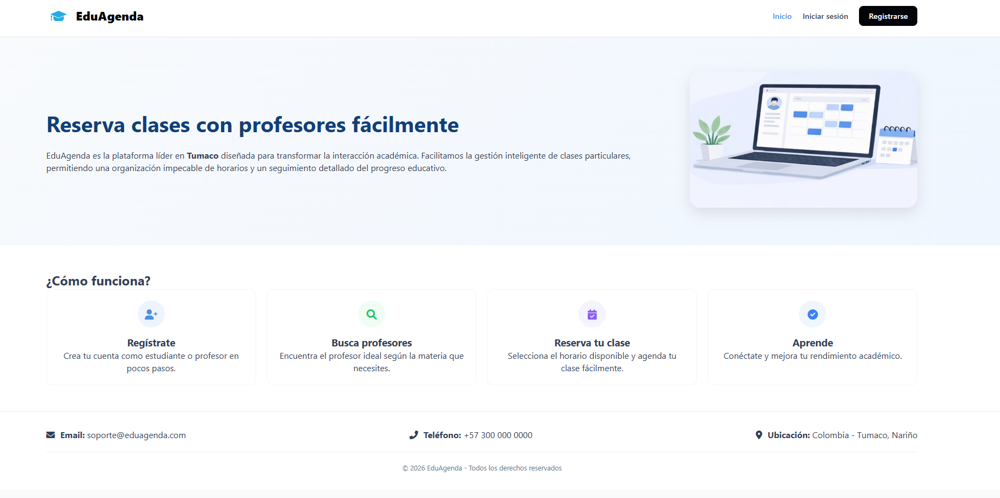 EduAgenda
Inicio
Iniciar sesión
Registrarse
Reserva clases con profesores fácilmente
EduAgenda es la plataforma líder en Tumaco diseñada para transformar la interacción académica. Facilitamos la gestión inteligente de clases particulares,
permitiendo una organización impecable de horarios y un seguimiento detallado del progreso educativo.
¿Cómo funciona?
Regístrate
Crea tu cuenta como estudiante o profesor en
pocos pasos.
Busca profesores
Encuentra el profesor ideal según la materia que
necesites.
Reserva tu clase
Selecciona el horario disponible y agenda tu
clase fácilmente.
Aprende
Conéctate y mejora tu rendimiento académico.
Email: soporte@eduagenda.com
Teléfono: +57 300 000 0000
Ubicación: Colombia - Tumaco, Nariño
© 2026 EduAgenda - Todos los derechos reservados